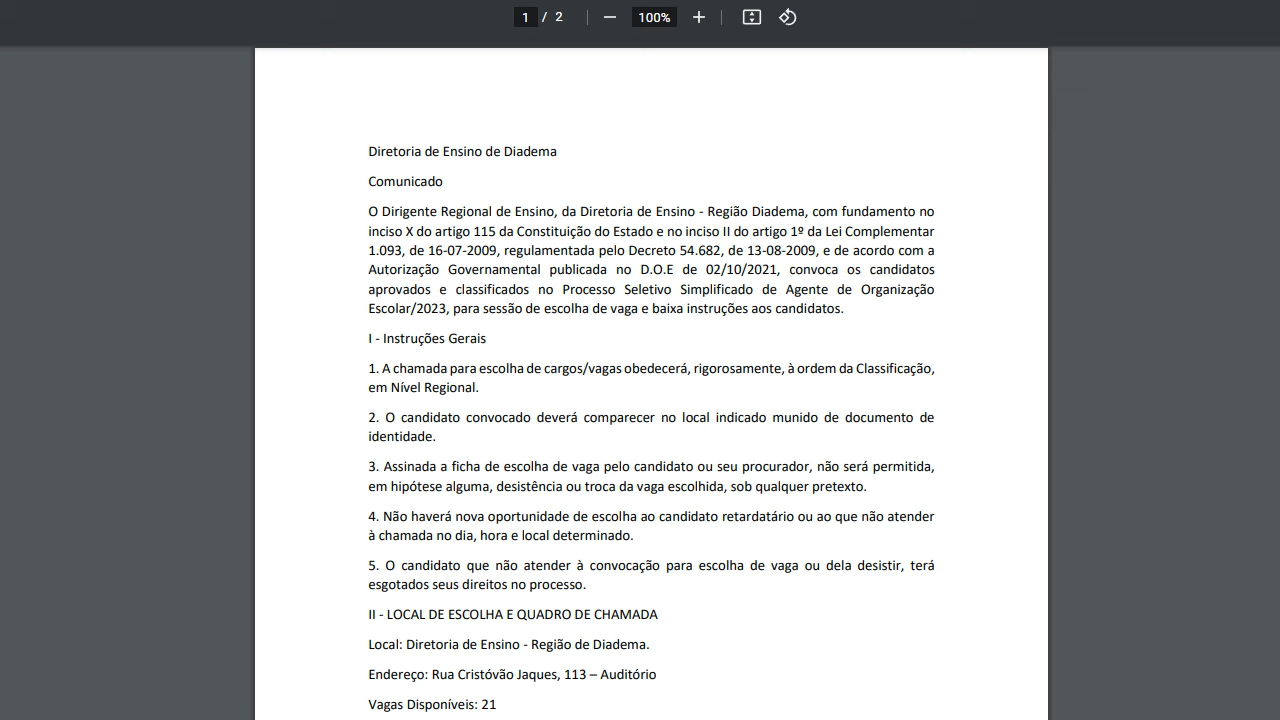 1 / 2 100%
Diretoria de Ensino de Diadema
Comunicado
O Dirigente Regional de Ensino, da Diretoria de Ensino - Região Diadema, com fundamento no
inciso X do artigo 115 da Constituição do Estado e no inciso II do artigo 1º da Lei Complementar
1.093, de 16-07-2009, regulamentada pelo Decreto 54.682, de 13-08-2009, e de acordo com a
Autorização Governamental publicada no D.O.E de 02/10/2021, convoca os candidatos
aprovados e classificados no Processo Seletivo Simplificado de Agente de Organização
Escolar/2023, para sessão de escolha de vaga e baixa instruções aos candidatos.
I - Instruções Gerais
1. A chamada para escolha de cargos/vagas obedecerá, rigorosamente, à ordem da Classificação,
em Nível Regional.
2. O candidato convocado deverá comparecer no local indicado munido de documento de
identidade.
3. Assinada a ficha de escolha de vaga pelo candidato ou seu procurador, não será permitida,
em hipótese alguma, desistência ou troca da vaga escolhida, sob qualquer pretexto.
4. Não haverá nova oportunidade de escolha ao candidato retardatário ou ao que não atender
à chamada no dia, hora e local determinado.
5. O candidato que não atender à convocação para escolha de vaga ou dela desistir, terá
esgotados seus direitos no processo.
II - LOCAL DE ESCOLHA E QUADRO DE CHAMADA
Local: Diretoria de Ensino - Região de Diadema.
Endereço: Rua Cristóvão Jaques, 113 – Auditório
Vagas Disponíveis: 21